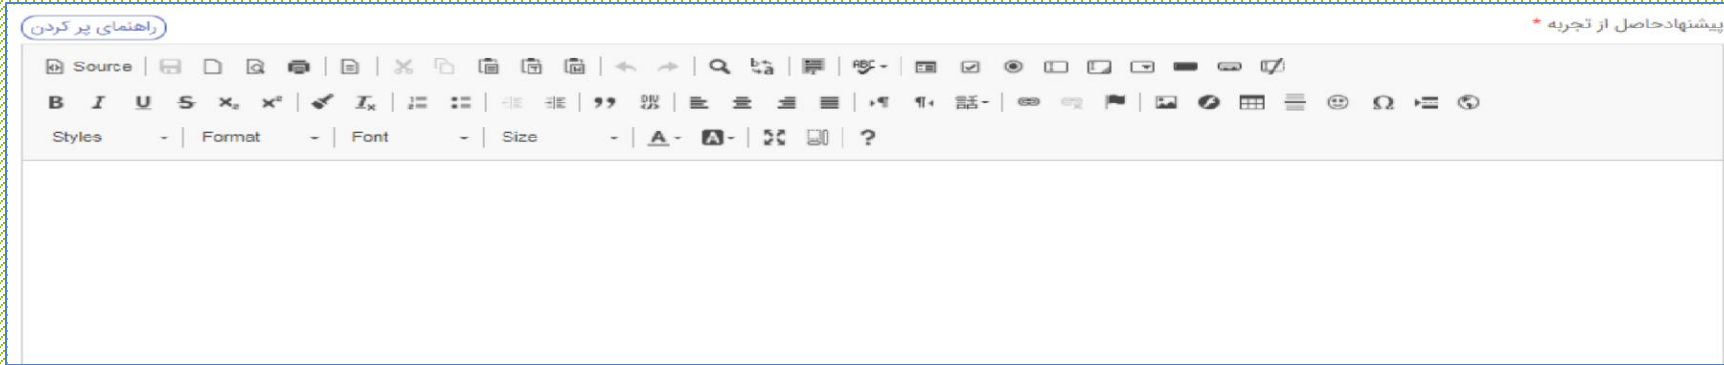 پیشنهادحاصل از تجربه *
راهنمای پر کردن
Source
Styles Format Font Size